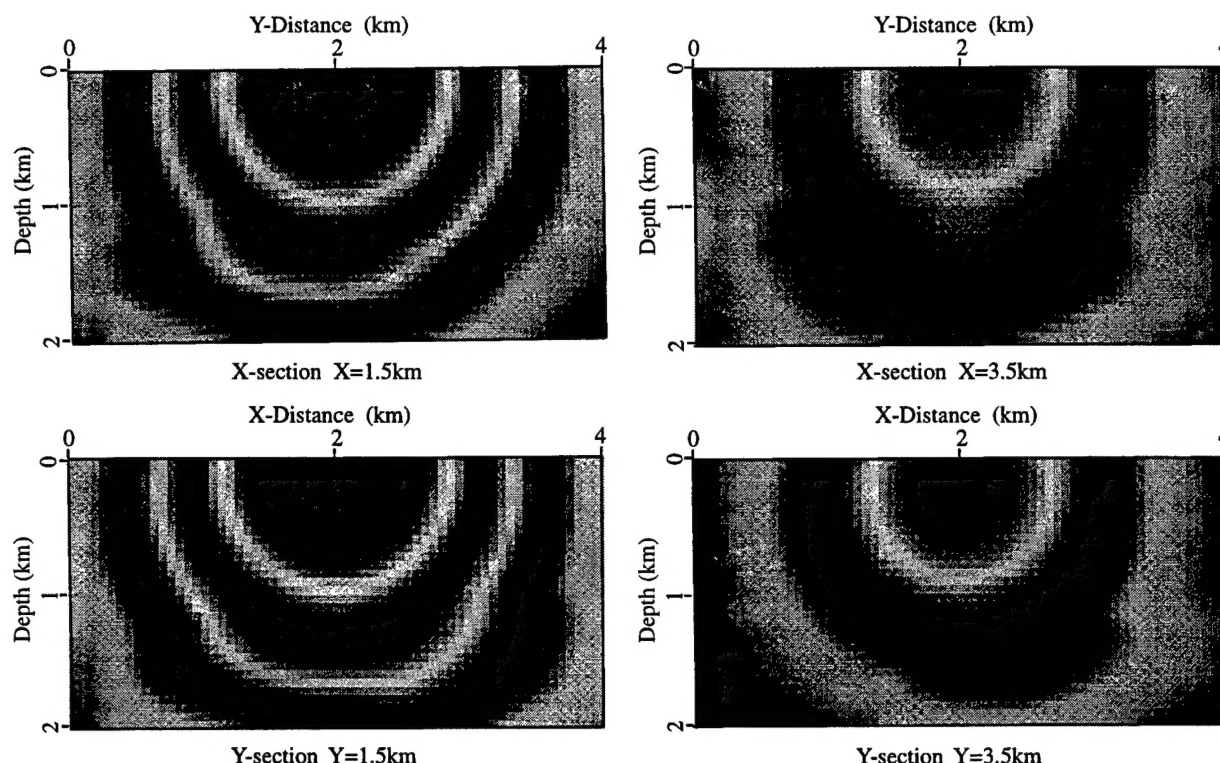 Y-Distance (km)
0 2 4
0
1
2
Depth (km)
X-section X=1.5km
Y-Distance (km)
0 2 4
0
1
2
Depth (km)
X-section X=3.5km
X-Distance (km)
0 2 4
0
1
2
Depth (km)
Y-section Y=1.5km
X-Distance (km)
0 2 4
0
1
2
Depth (km)
Y-section Y=3.5km